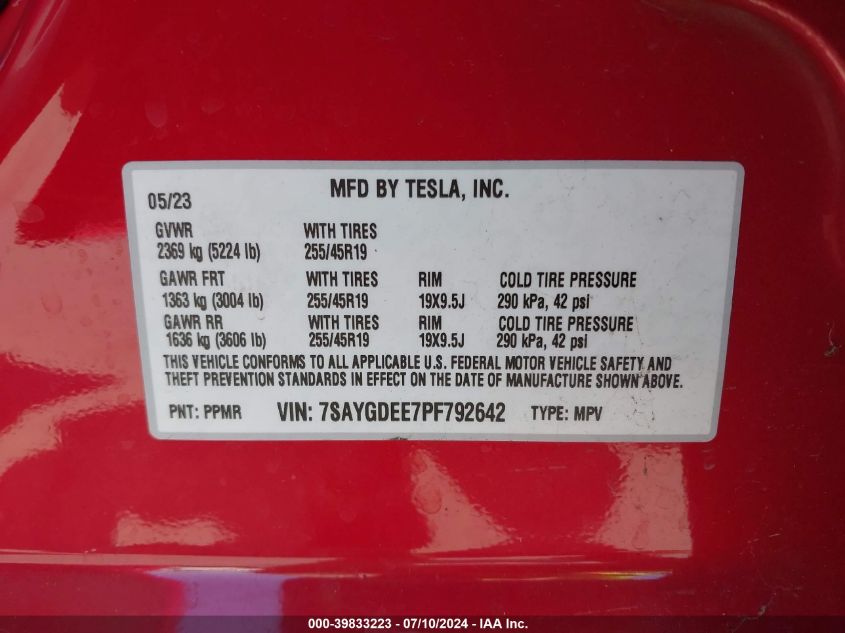 05/23 MFD BY TESLA, INC.
GVWR WITH TIRES
2369 kg (5224 lb) 255/45R19
GAWR FRT WITH TIRES RIM COLD TIRE PRESSURE
1363 kg (3004 lb) 255/45R19 19X9.5J 290 kPa, 42 psi
GAWR RR WITH TIRES RIM COLD TIRE PRESSURE
1636 kg (3606 lb) 255/45R19 19X9.5J 290 kPa, 42 psi
THIS VEHICLE CONFORMS TO ALL APPLICABLE U.S. FEDERAL MOTOR VEHICLE SAFETY AND
THEFT PREVENTION STANDARDS IN EFFECT ON THE DATE OF MANUFACTURE SHOWN ABOVE.
PNT: PPMR VIN: 7SAYGDEE7PF792642 TYPE: MPV
000-39833223 - 07/10/2024 - IAA Inc.